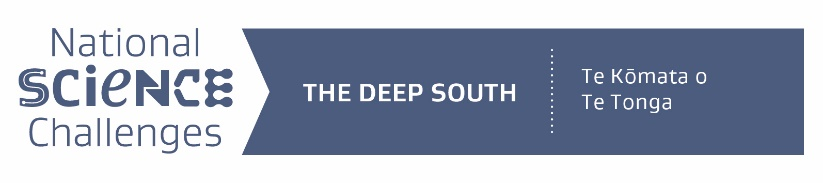 National
SCIENCE
Challenges
THE DEEP SOUTH
Te Kōmata o
Te Tonga